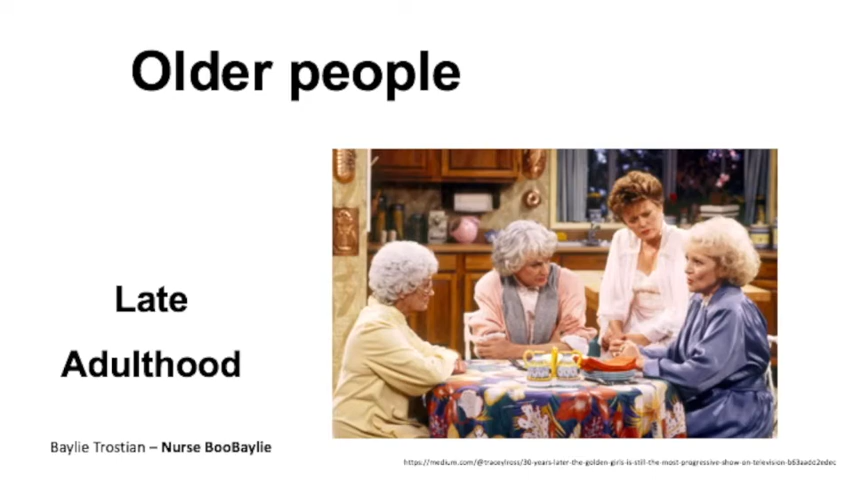 Older people
Late
Adulthood
Baylie Trostian – Nurse BooBaylie
https://medium.com/@traceylross/30-years-later-the-golden-girls-is-still-the-most-progressive-show-on-television-b63aadd2edec